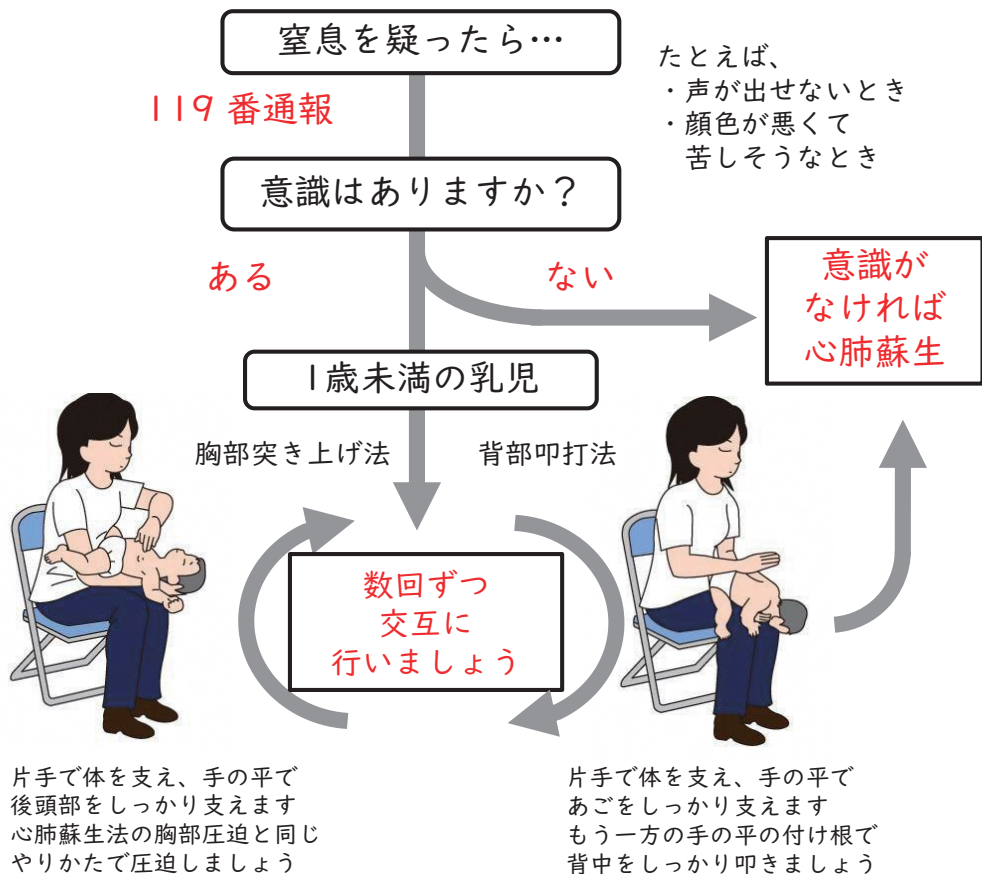 窒息を疑ったら…
たとえば、
・声が出せないとき
・顔色が悪くて
苦しそうなとき
119番通報
意識はありますか？
ある
ない
意識が
なければ
心肺蘇生
1歳未満の乳児
胸部突き上げ法
背部叩打法
数回ずつ
交互に
行いましょう
片手で体を支え、手の平で
後頭部をしっかり支えます
心肺蘇生法の胸部圧迫と同じ
やりかたで圧迫しましょう
片手で体を支え、手の平で
あごをしっかり支えます
もう一方の手の平の付け根で
背中をしっかり叩きましょう